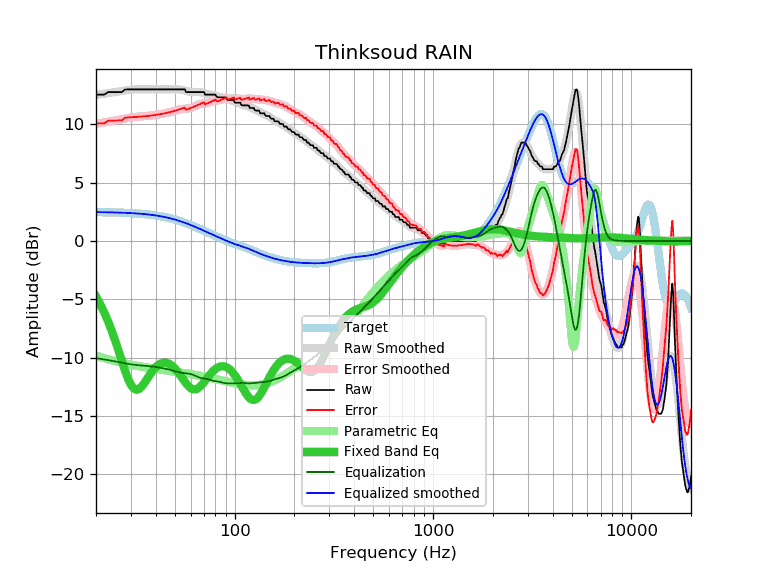 Thinksoud RAIN
Amplitude (dBr)
10
5
0
−5
−10
−15
−20
Target
Raw Smoothed
Error Smoothed
Raw
Error
Parametric Eq
Fixed Band Eq
Equalization
Equalized smoothed
100 1000 10000
Frequency (Hz)